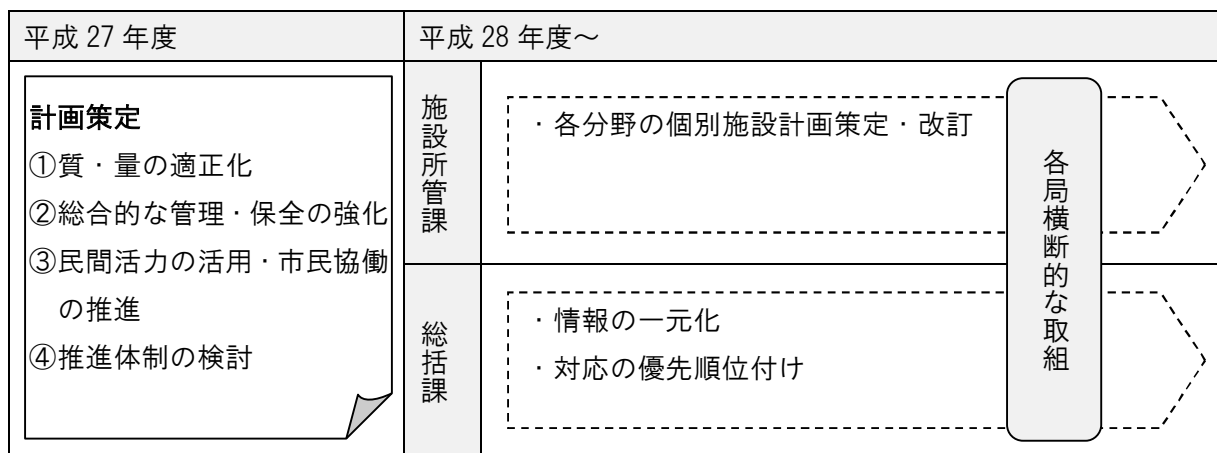 平成 27 年度
平成 28 年度～
計画策定
①質・量の適正化
②総合的な管理・保全の強化
③民間活力の活用・市民協働
の推進
④推進体制の検討
施設所管課
・各分野の個別施設計画策定・改訂
総括課
・情報の一元化
・対応の優先順位付け
各局横断的な取組